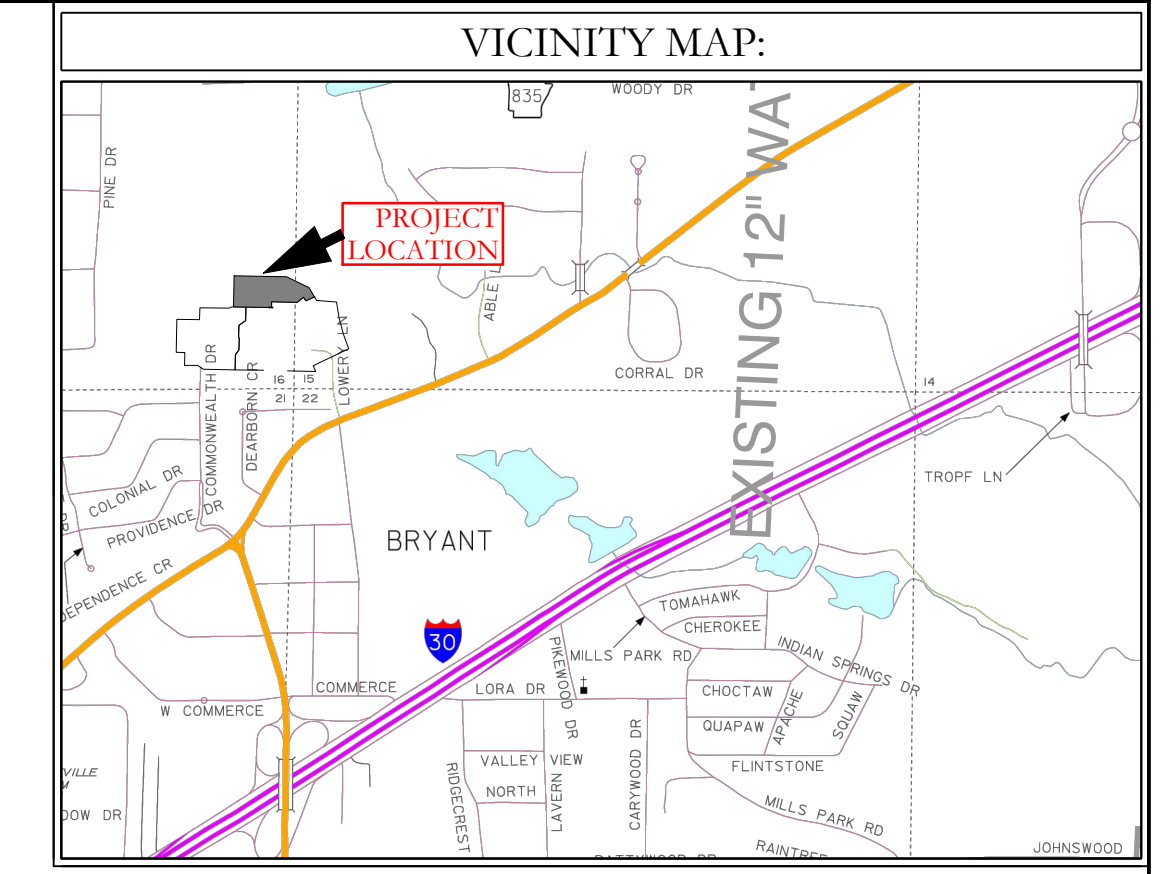 VICINITY MAP:
835
WOODY DR
PINE DR
PROJECT
LOCATION
EXISTING 12" WA
ABLE L
LOWERY LN
COMMONWEALTH DR
DEARBORN CR
16 15
21 22
CORRAL DR
14
TROPF LN
COLONIAL DR
PROVIDENCE DR
DR
DEPENDENCE CR
BRYANT
30
TOMAHAWK
CHEROKEE
MILLS PARK RD
INDIAN SPRINGS DR
PIKEWOOD DR
COMMERCE
LORA DR
W COMMERCE
CHOCTAW
QUAPAW
APACHE
SQUAW
VALLEY VIEW
NORTH
RIDGECREST
LAVERN
CARYWOOD DR
FLINTSTONE
VILLE
M
DOW DR
MILLS PARK RD
RAINTREE
JOHNSWOOD